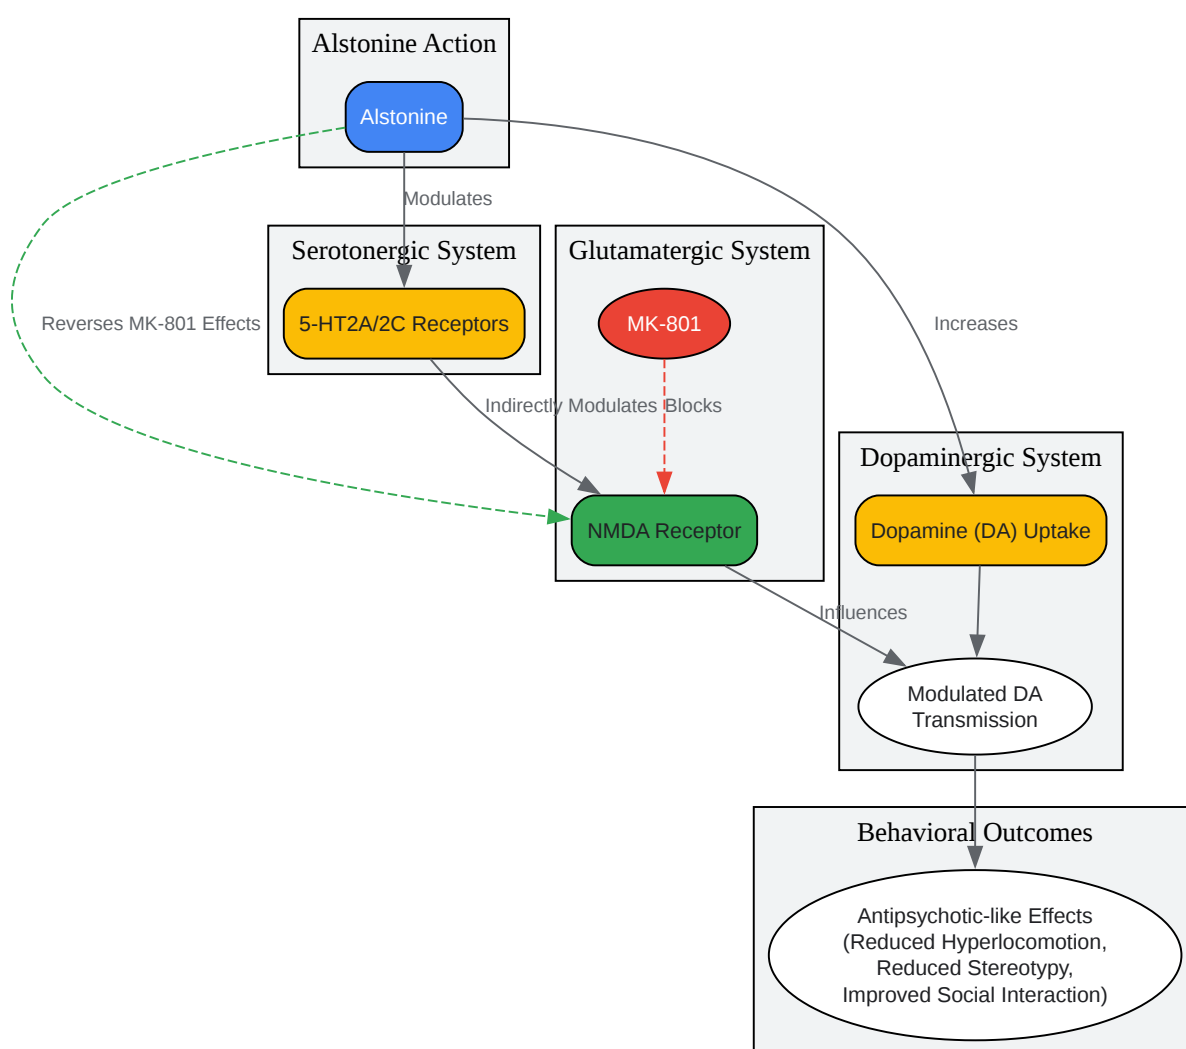 Alstonine Action
Alstonine
Modulates
Serotonergic System
Glutamatergic System
5-HT2A/2C Receptors
MK-801
Reverses MK-801 Effects
Increases
Indirectly Modulates
Blocks
Dopaminergic System
NMDA Receptor
Dopamine (DA) Uptake
Influences
Modulated DA
Transmission
Behavioral Outcomes
Antipsychotic-like Effects
(Reduced Hyperlocomotion,
Reduced Stereotypy,
Improved Social Interaction)